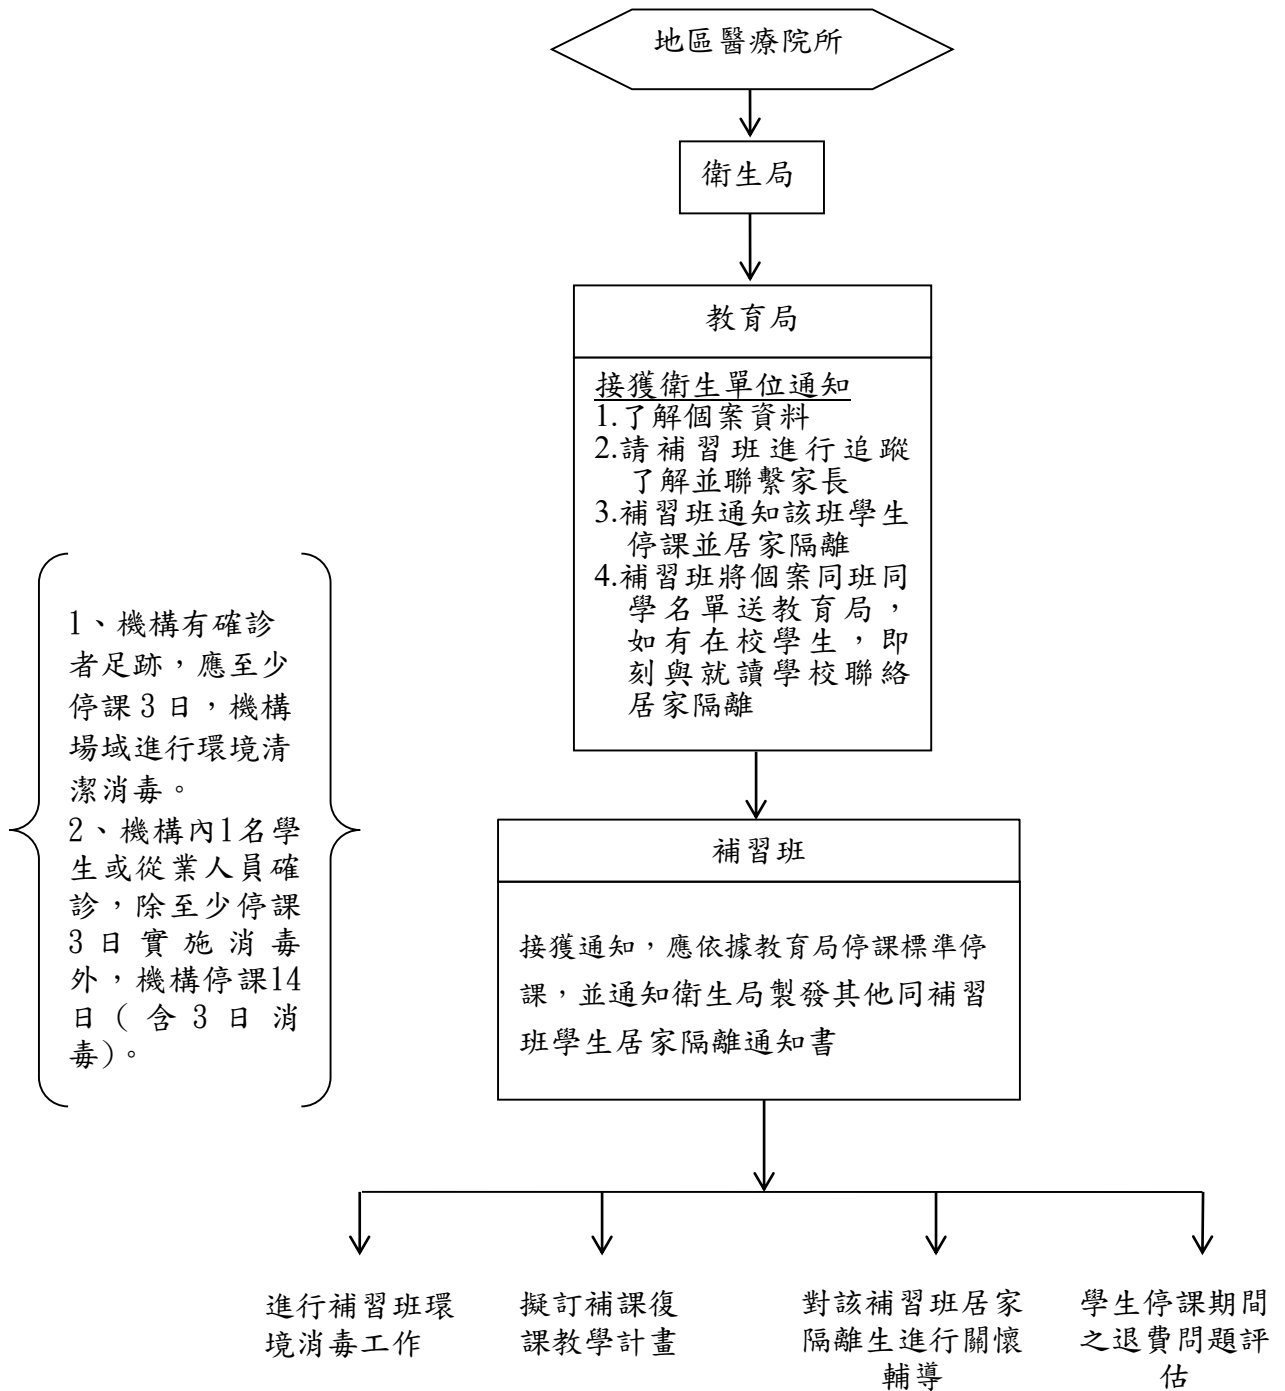 地區醫療院所
衛生局
教育局
接獲衛生單位通知
1.了解個案資料
2.請補習班進行追蹤
了解並聯繫家長
3.補習班通知該班學生
停課並居家隔離
4.補習班將個案同班同
學名單送教育局，
如有在校學生，即
刻與就讀學校聯絡
居家隔離
1、機構有確診
者足跡，應至少
停課3日，機構
場域進行環境清
潔消毒。
2、機構內1名學
生或從業人員確
診，除至少停課
3日實施消毒
外，機構停課14
日(含3日消
毒)。
補習班
接獲通知，應依據教育局停課標準停
課，並通知衛生局製發其他同補習
班學生居家隔離通知書
進行補習班環
境消毒工作
擬訂補課復
課教學計畫
對該補習班居家
隔離生進行關懷
輔導
學生停課期間
之退費問題評
估